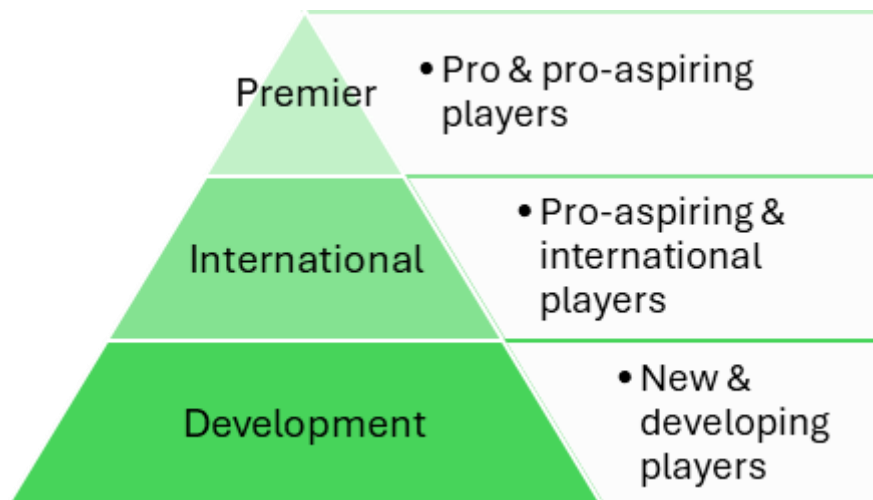 Premier
• Pro & pro-aspiring
players
International
• Pro-aspiring &
international
players
Development
• New &
developing
players